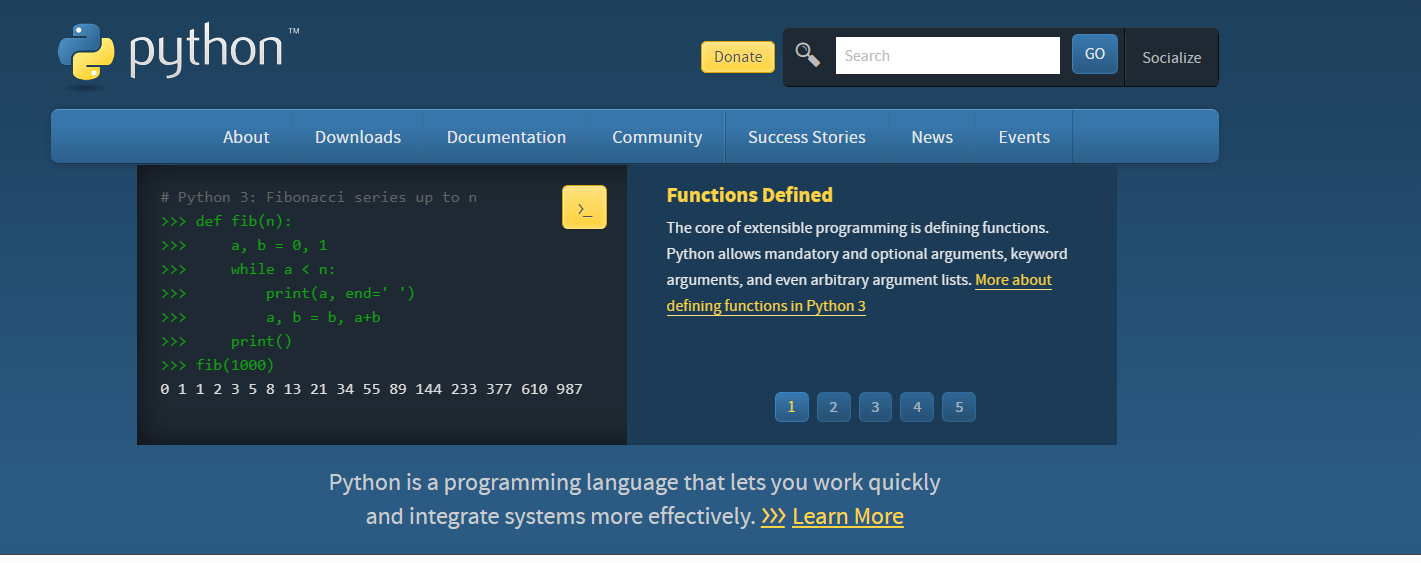 python™
Donate
Search
GO
Socialize
About
Downloads
Documentation
Community
Success Stories
News
Events
# Python 3: Fibonacci series up to n
>>> def fib(n):
>>>     a, b = 0, 1
>>>     while a < n:
>>>         print(a, end=' ')
>>>         a, b = b, a+b
>>>     print()
>>> fib(1000)
0 1 1 2 3 5 8 13 21 34 55 89 144 233 377 610 987
>_
Functions Defined
The core of extensible programming is defining functions.
Python allows mandatory and optional arguments, keyword
arguments, and even arbitrary argument lists. More about
defining functions in Python 3
1 2 3 4 5
Python is a programming language that lets you work quickly
and integrate systems more effectively. >>> Learn More